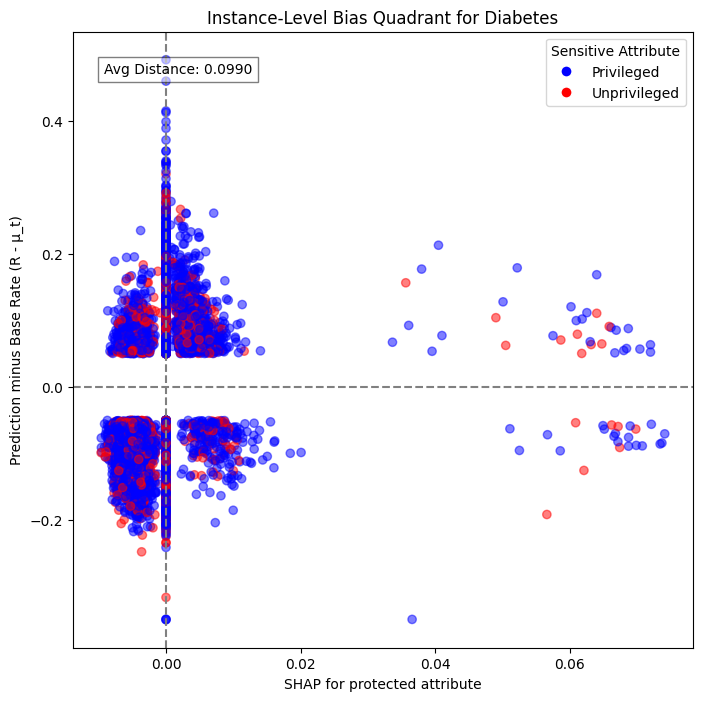 Instance-Level Bias Quadrant for Diabetes
Avg Distance: 0.0990
Sensitive Attribute
Privileged
Unprivileged
Prediction minus Base Rate (R - μ_t)
0.4
0.2
0.0
−0.2
0.00
0.02
0.04
0.06
SHAP for protected attribute